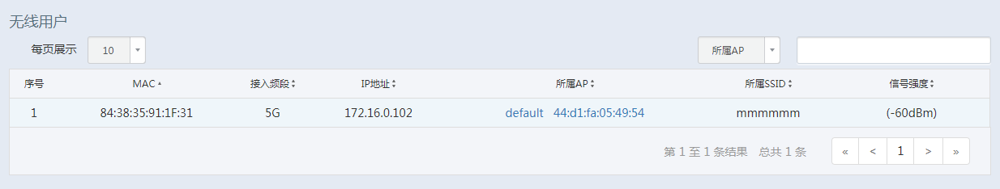 无线用户
每页展示 10 所属AP
序号 MAC 接入频段 IP地址 所属AP 所属SSID 信号强度
1 84:38:35:91:1F:31 5G 172.16.0.102 default 44:d1:fa:05:49:54 mmmmmm (-60dBm)
第 1 至 1 条结果 总共 1 条 « < 1 > »